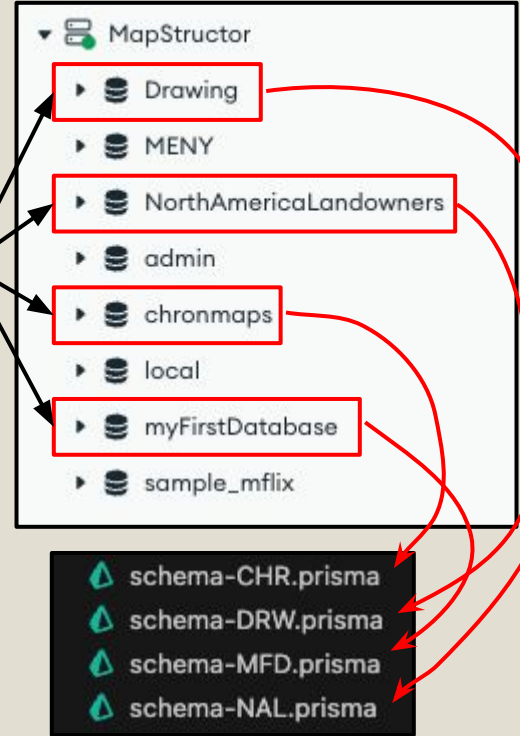 MapStructor
Drawing
MENY
NorthAmericaLandowners
admin
chronmaps
local
myFirstDatabase
sample_mflix
schema-CHR.prisma
schema-DRW.prisma
schema-MFD.prisma
schema-NAL.prisma